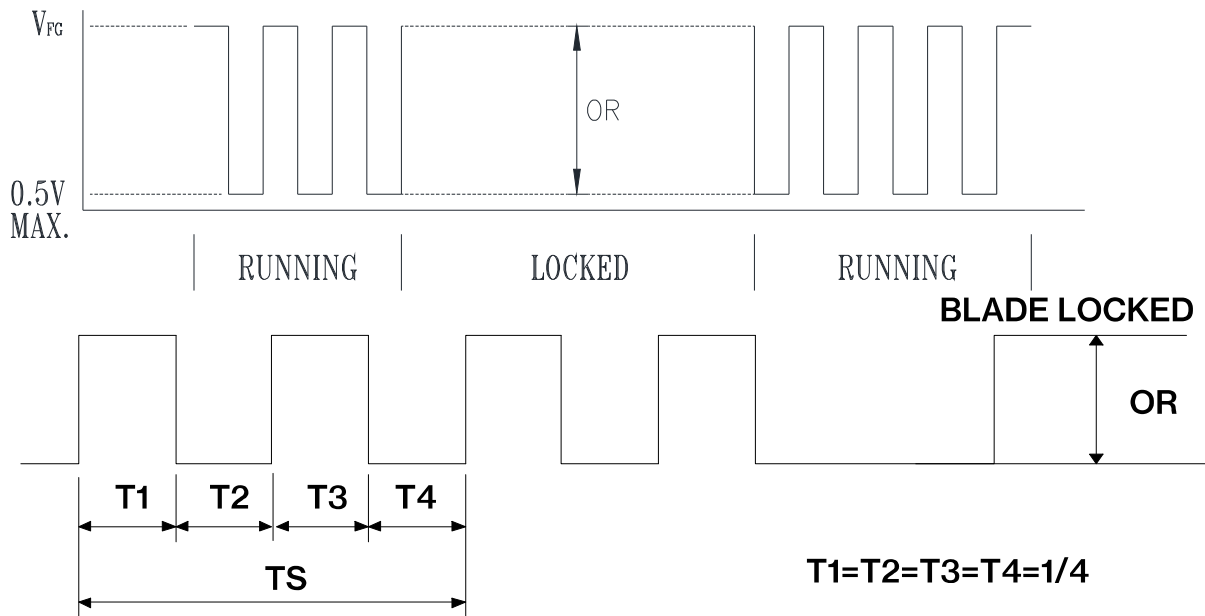 VFG
OR
0.5V
MAX.
RUNNING LOCKED RUNNING
BLADE LOCKED
OR
T1 T2 T3 T4
TS
T1=T2=T3=T4=1/4